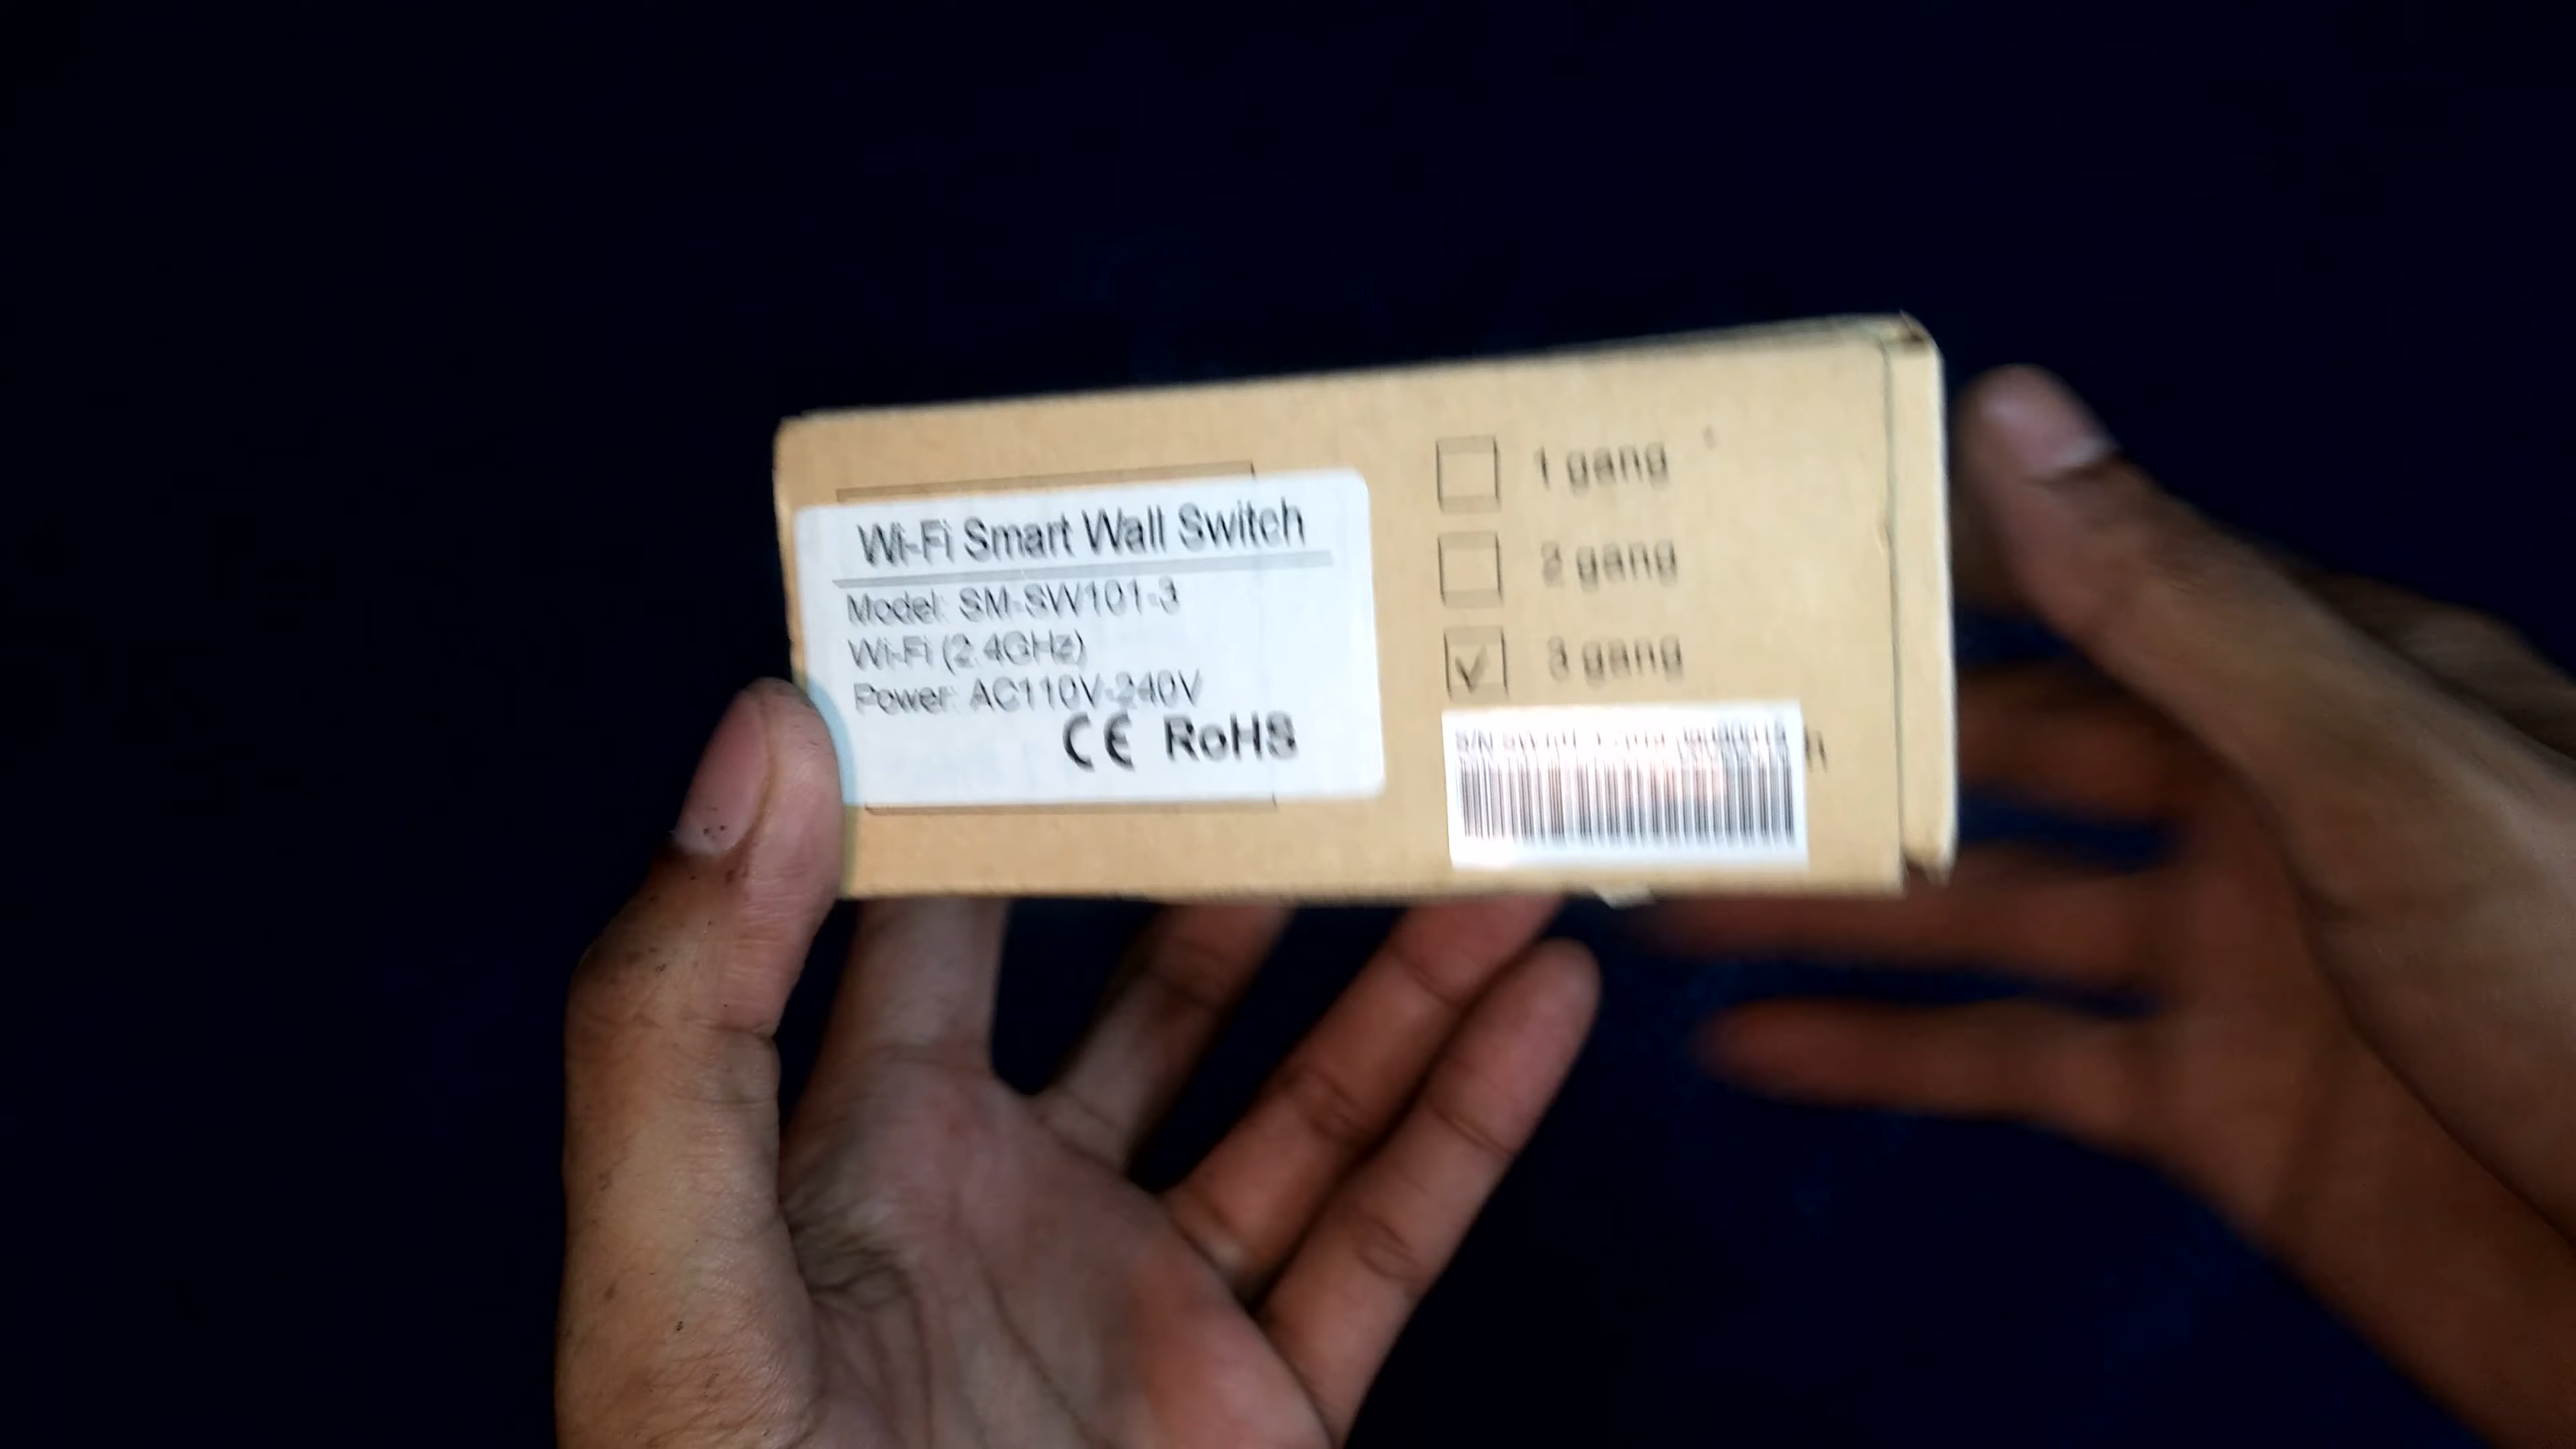 Wi-Fi Smart Wall Switch
Model: SM-SW101-3
Wi-Fi (2.4GHz)
Power: AC110V-240V
CE RoHS
1 gang
2 gang
3 gang
S/N